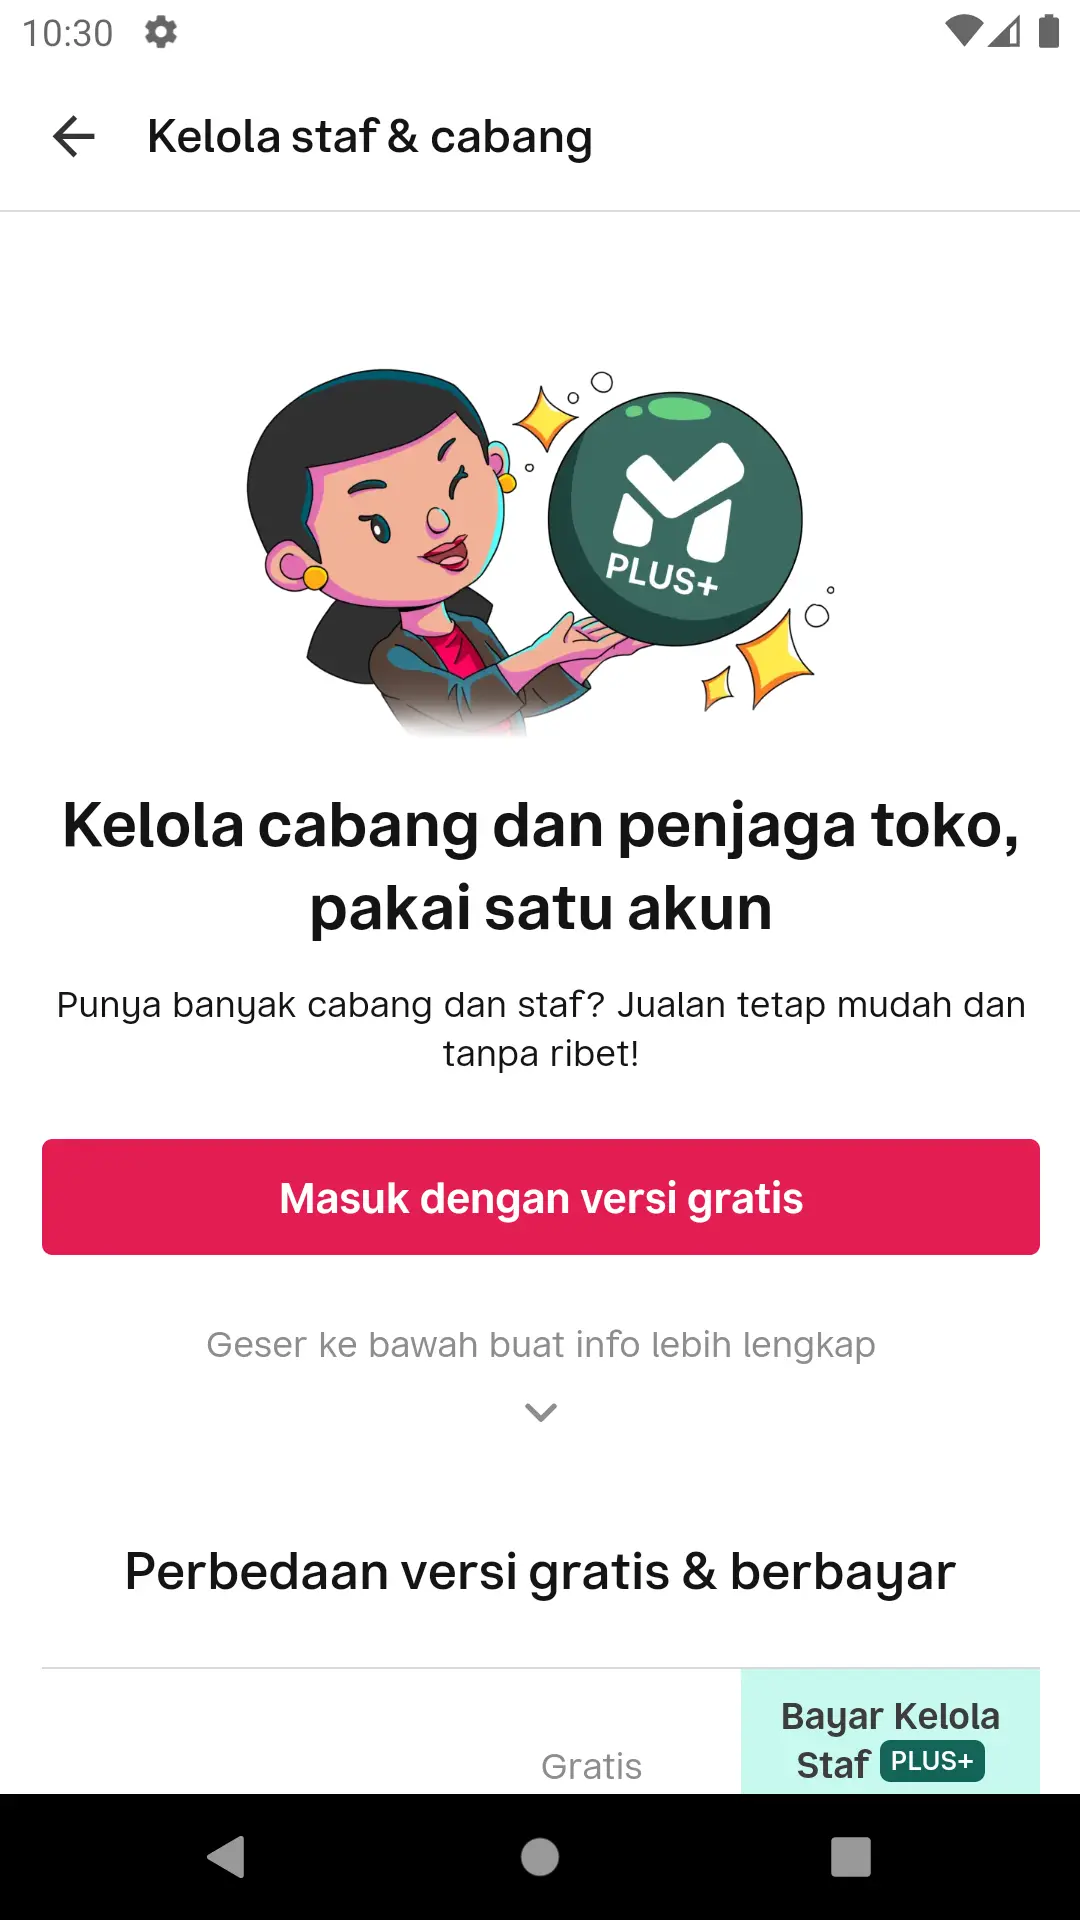 10:30
Kelola staf & cabang
PLUS+
Kelola cabang dan penjaga toko,
pakai satu akun
Punya banyak cabang dan staf? Jualan tetap mudah dan
tanpa ribet!
Masuk dengan versi gratis
Geser ke bawah buat info lebih lengkap
Perbedaan versi gratis & berbayar
Gratis
Bayar Kelola
Staf PLUS+